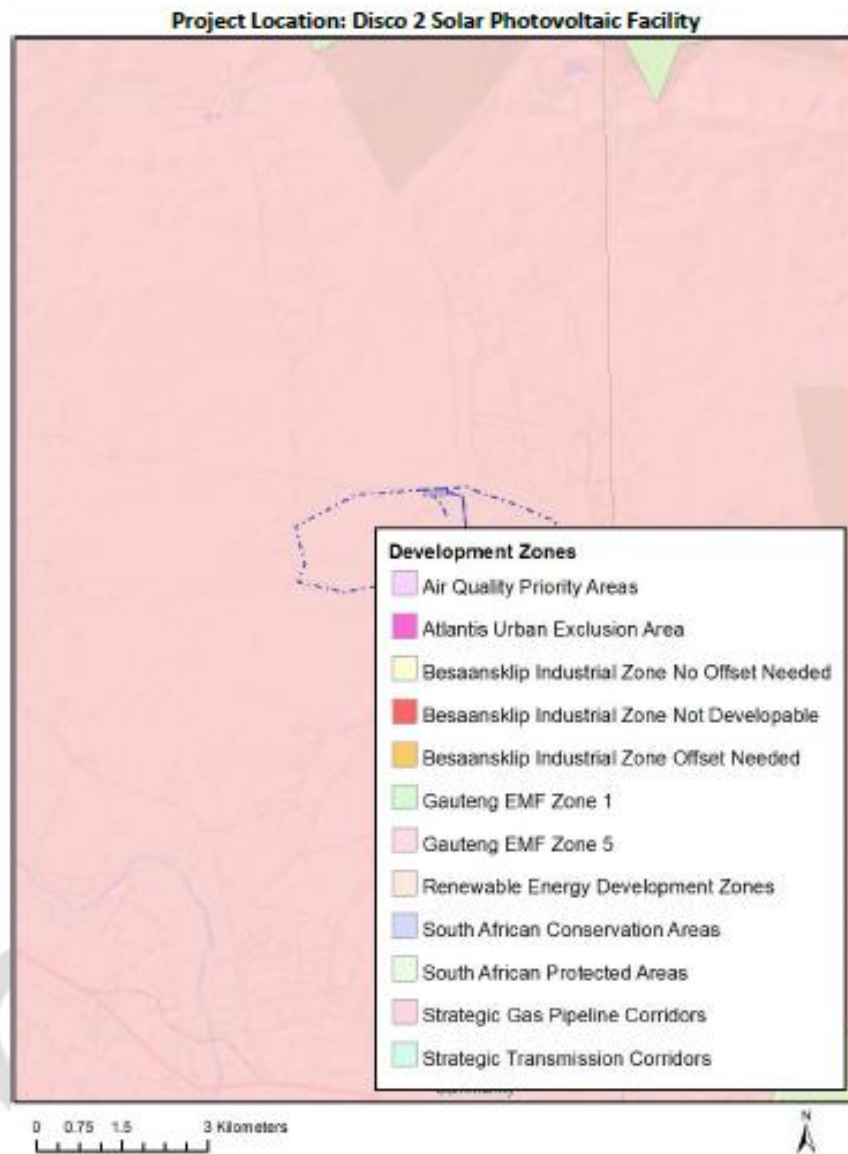 Project Location: Disco 2 Solar Photovoltaic Facility
Development Zones
Air Quality Priority Areas
Atlantis Urban Exclusion Area
Besaansklip Industrial Zone No Offset Needed
Besaansklip Industrial Zone Not Developable
Besaansklip Industrial Zone Offset Needed
Gauteng EMF Zone 1
Gauteng EMF Zone 5
Renewable Energy Development Zones
South African Conservation Areas
South African Protected Areas
Strategic Gas Pipeline Corridors
Strategic Transmission Corridors
0 0.75 1.5 3 Kilometers
N